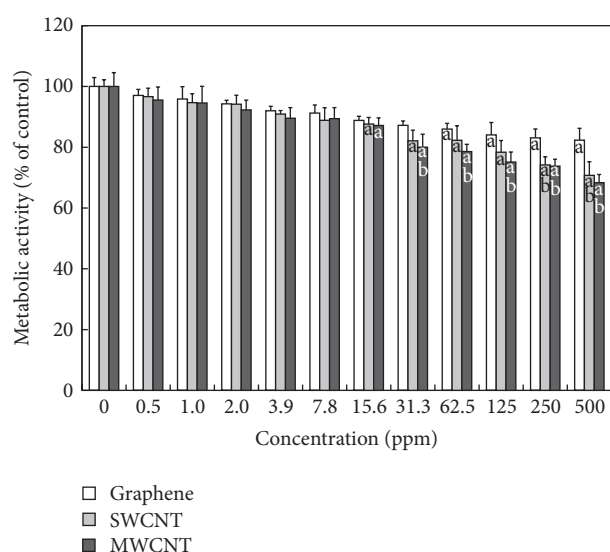 120
100
80
60
40
20
0
Metabolic activity (% of control)
a a
a a b
a a a b
a a a b
a a b a b
a a b a b
0 0.5 1.0 2.0 3.9 7.8 15.6 31.3 62.5 125 250 500
Concentration (ppm)
Graphene
SWCNT
MWCNT